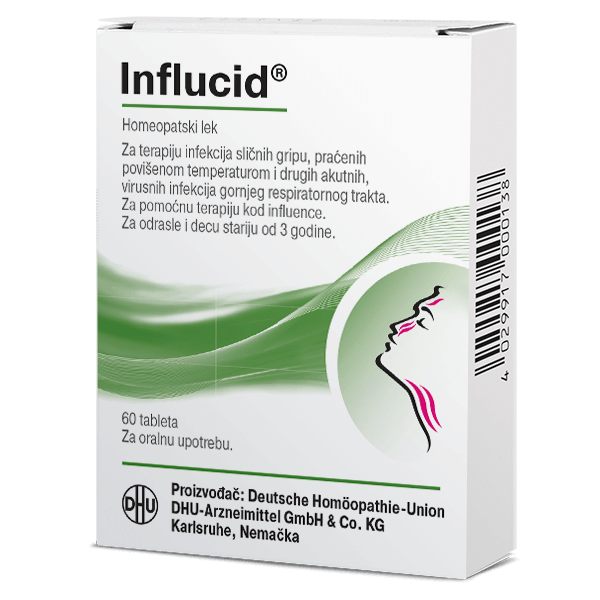 Influcid®
Homeopatski lek
Za terapiju infekcija sličnih gripu, praćenih
povišenom temperaturom i drugih akutnih,
virusnih infekcija gornjeg respiratornog trakta.
Za pomoćnu terapiju kod influence.
Za odrasle i decu stariju od 3 godine.
60 tableta
Za oralnu upotrebu.
DHU
Proizvođač: Deutsche Homöopathie-Union
DHU-Arzneimittel GmbH & Co. KG
Karlsruhe, Nemačka
4 029917 000138